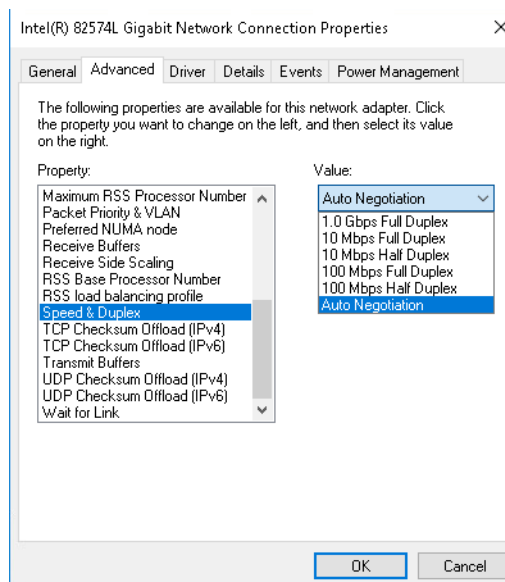 Intel(R) 82574L Gigabit Network Connection Properties
General Advanced Driver Details Events Power Management
The following properties are available for this network adapter. Click
the property you want to change on the left, and then select its value
on the right.
Property:
Maximum RSS Processor Number
Packet Priority & VLAN
Preferred NUMA node
Receive Buffers
Receive Side Scaling
RSS Base Processor Number
RSS load balancing profile
Speed & Duplex
TCP Checksum Offload (IPv4)
TCP Checksum Offload (IPv6)
Transmit Buffers
UDP Checksum Offload (IPv4)
UDP Checksum Offload (IPv6)
Wait for Link
Value:
Auto Negotiation
1.0 Gbps Full Duplex
10 Mbps Full Duplex
10 Mbps Half Duplex
100 Mbps Full Duplex
100 Mbps Half Duplex
Auto Negotiation
OK Cancel